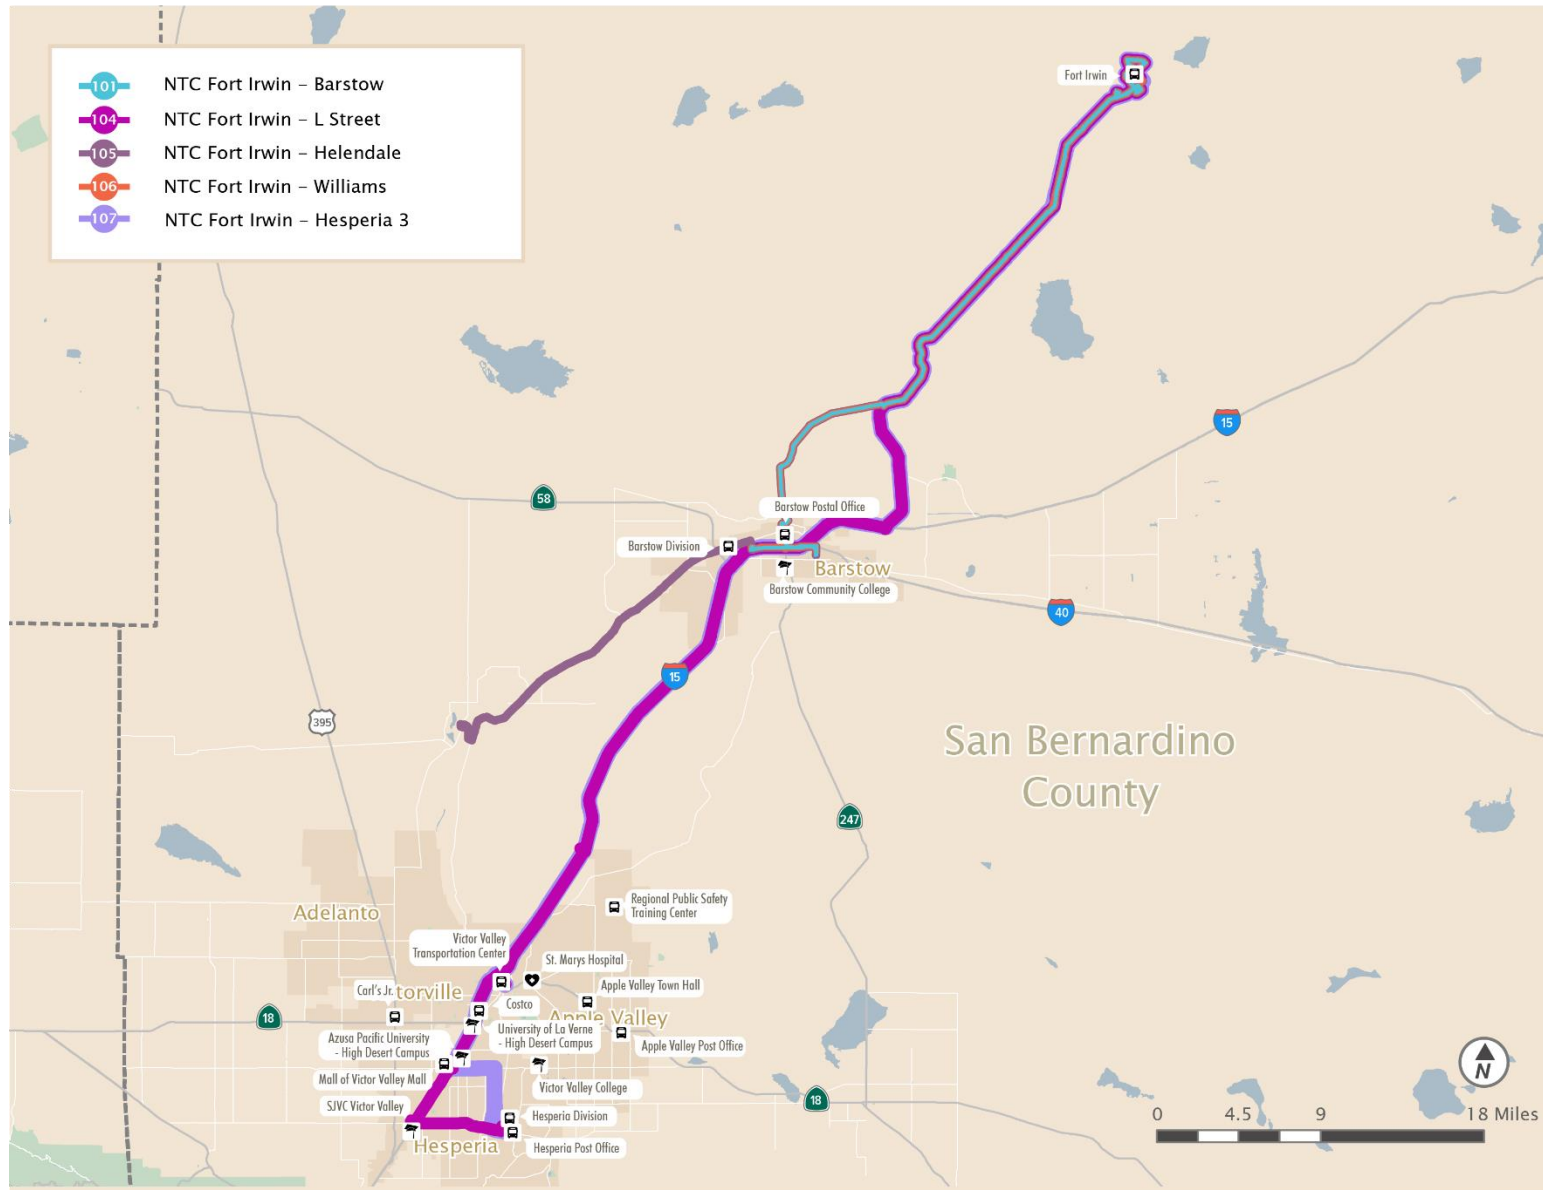 101 NTC Fort Irwin – Barstow
104 NTC Fort Irwin – L Street
105 NTC Fort Irwin – Helendale
106 NTC Fort Irwin – Williams
107 NTC Fort Irwin – Hesperia 3
Fort Irwin
15
58
Barstow Postal Office
Barstow Division
Barstow
Barstow Community College
40
15
395
San Bernardino
County
247
Regional Public Safety
Training Center
Adelanto
Victor Valley
Transportation Center
St. Marys Hospital
Carl's Jr.
torville
Apple Valley Town Hall
Costco
18
Apple Valley
University of La Verne
- High Desert Campus
Azusa Pacific University
- High Desert Campus
Apple Valley Post Office
Mall of Victor Valley Mall
Victor Valley College
SJVC Victor Valley
18
Hesperia Division
Hesperia
Hesperia Post Office
N
0 4.5 9 18 Miles